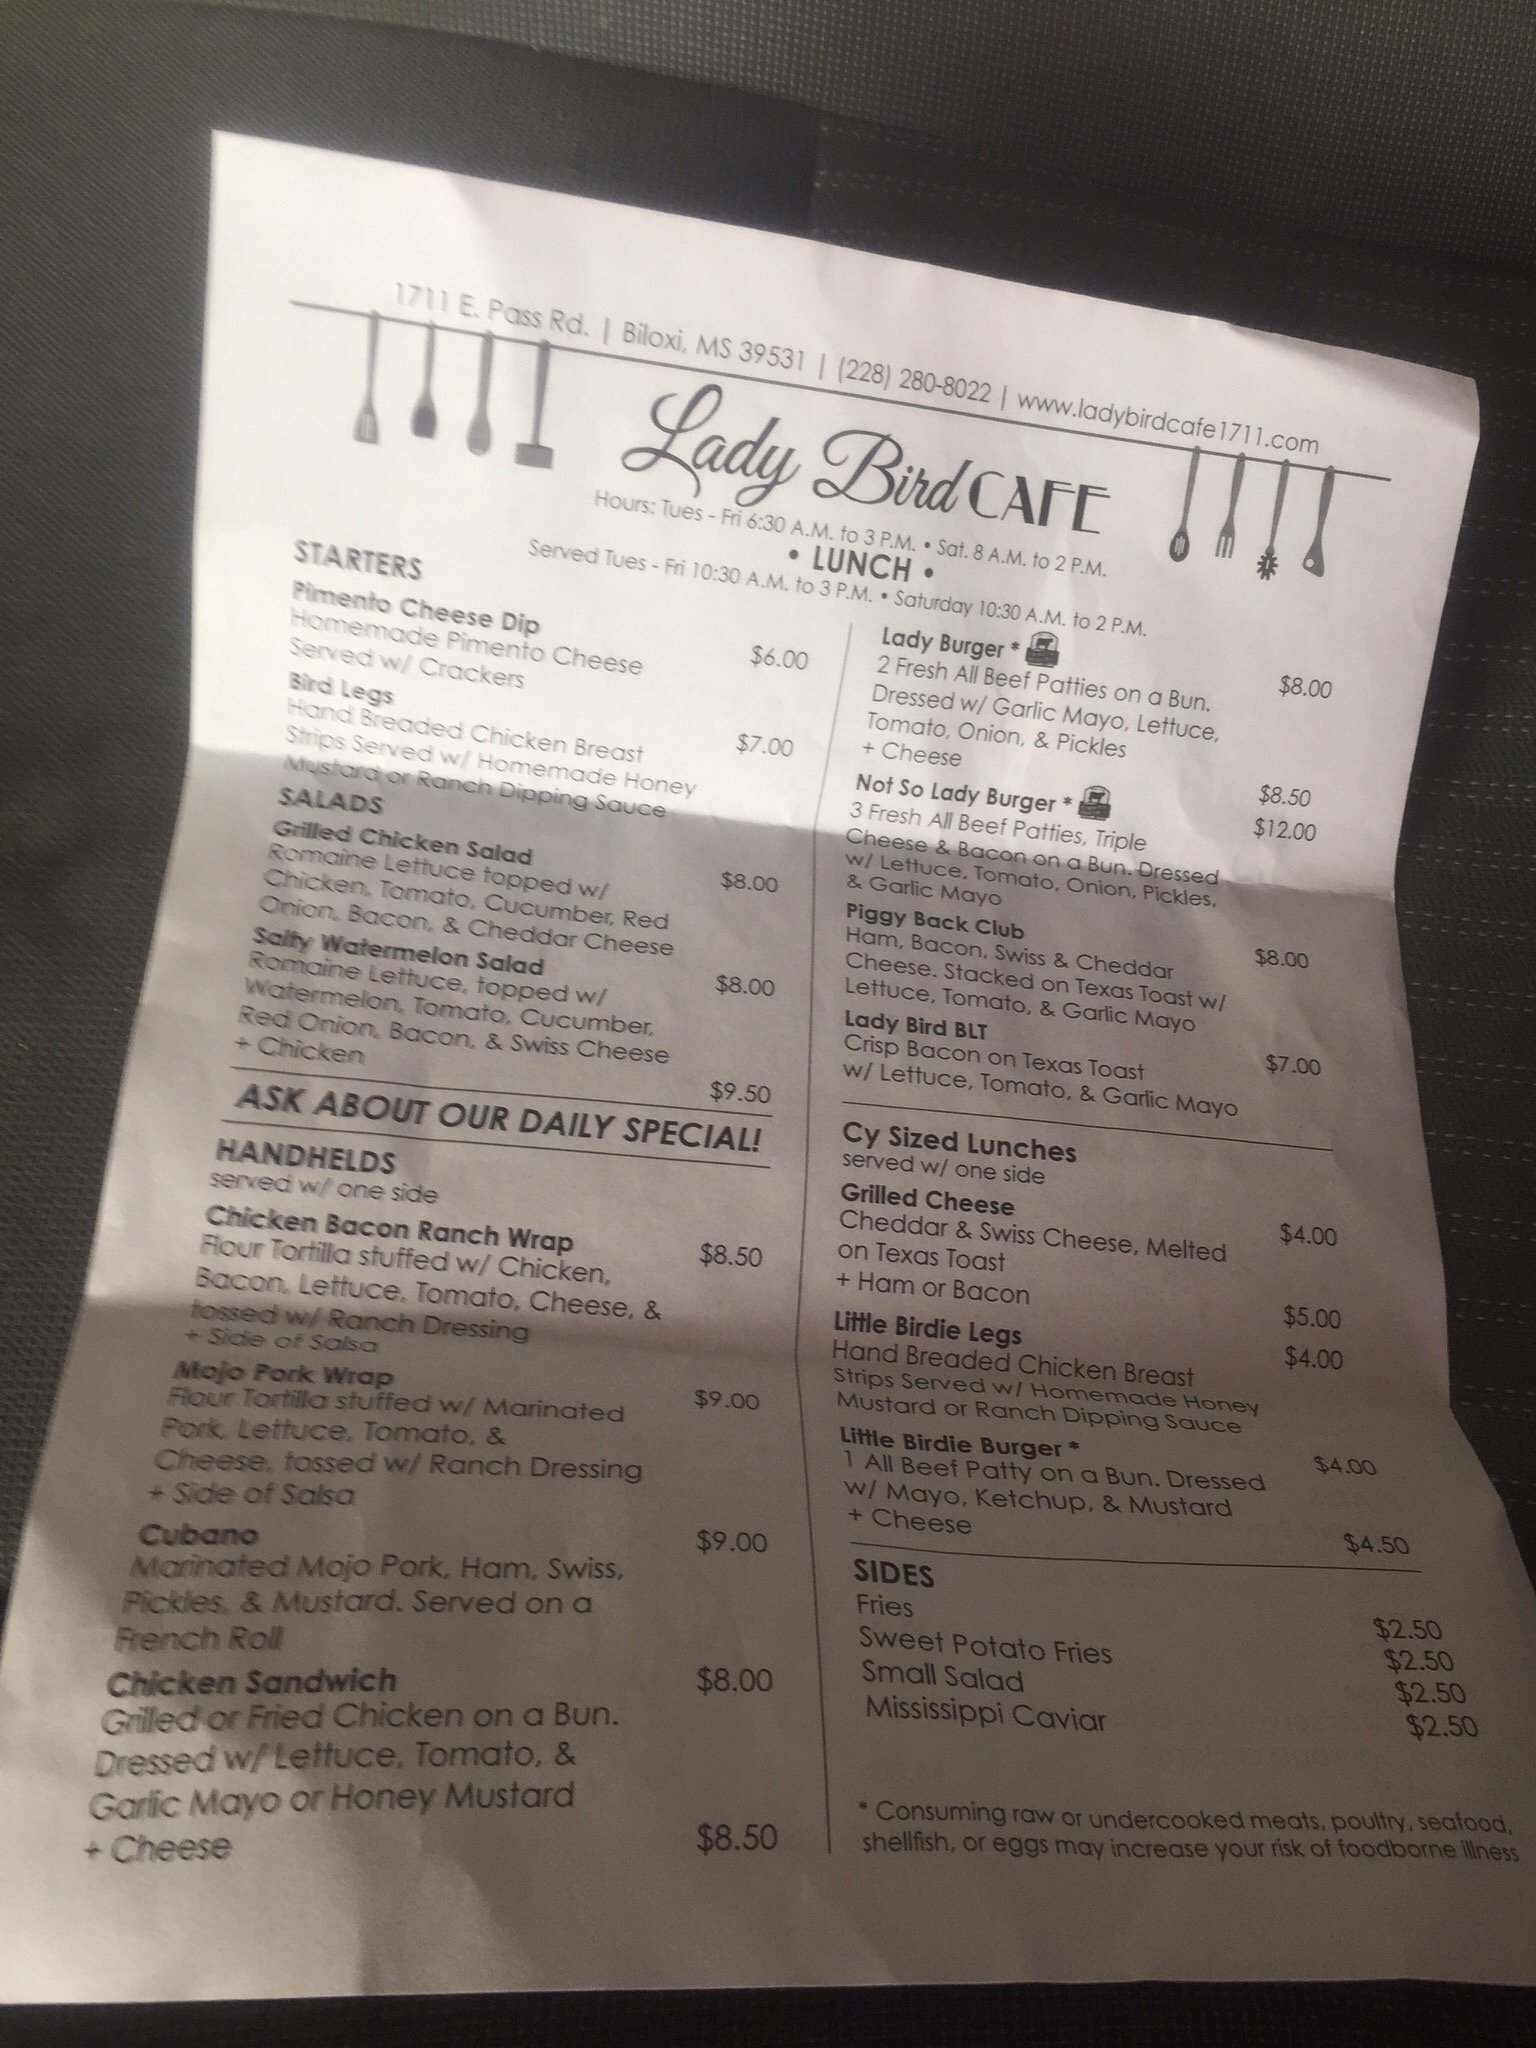 1711 E. Pass Rd. | Biloxi, MS 39531 | (228) 280-8022 | www.ladybirdcafe1711.com
Lady Bird CAFE
Hours: Tues - Fri 6:30 A.M. to 3 P.M. • Sat. 8 A.M. to 2 P.M.
• LUNCH •
Served Tues - Fri 10:30 A.M. to 3 P.M. • Saturday 10:30 A.M. to 2 P.M.
STARTERS
Pimento Cheese Dip $6.00
Homemade Pimento Cheese
Served w/ Crackers
Bird Legs $7.00
Hand Breaded Chicken Breast
Strips Served w/ Homemade Honey
Mustard or Ranch Dipping Sauce
SALADS
Grilled Chicken Salad $8.00
Romaine Lettuce topped w/
Chicken, Tomato, Cucumber, Red
Onion, Bacon, & Cheddar Cheese
Salty Watermelon Salad $8.00
Romaine Lettuce, topped w/
Watermelon, Tomato, Cucumber,
Red Onion, Bacon, & Swiss Cheese
+ Chicken $9.50
ASK ABOUT OUR DAILY SPECIAL!
HANDHELDS
served w/ one side
Chicken Bacon Ranch Wrap $8.50
Flour Tortilla stuffed w/ Chicken,
Bacon, Lettuce, Tomato, Cheese, &
tossed w/ Ranch Dressing
+ Side of Salsa
Mojo Pork Wrap $9.00
Flour Tortilla stuffed w/ Marinated
Pork, Lettuce, Tomato, &
Cheese, tossed w/ Ranch Dressing
+ Side of Salsa
Cubano $9.00
Marinated Mojo Pork, Ham, Swiss,
Pickles, & Mustard. Served on a
French Roll
Chicken Sandwich $8.00
Grilled or Fried Chicken on a Bun.
Dressed w/ Lettuce, Tomato, &
Garlic Mayo or Honey Mustard
+ Cheese $8.50
Lady Burger * $8.00
2 Fresh All Beef Patties on a Bun.
Dressed w/ Garlic Mayo, Lettuce,
Tomato, Onion, & Pickles
+ Cheese $8.50
Not So Lady Burger * $12.00
3 Fresh All Beef Patties, Triple
Cheese & Bacon on a Bun. Dressed
w/ Lettuce, Tomato, Onion, Pickles,
& Garlic Mayo
Piggy Back Club $8.00
Ham, Bacon, Swiss & Cheddar
Cheese. Stacked on Texas Toast w/
Lettuce, Tomato, & Garlic Mayo
Lady Bird BLT $7.00
Crisp Bacon on Texas Toast
w/ Lettuce, Tomato, & Garlic Mayo
Cy Sized Lunches
served w/ one side
Grilled Cheese $4.00
Cheddar & Swiss Cheese, Melted
on Texas Toast
+ Ham or Bacon $5.00
Little Birdie Legs $4.00
Hand Breaded Chicken Breast
Strips Served w/ Homemade Honey
Mustard or Ranch Dipping Sauce
Little Birdie Burger * $4.00
1 All Beef Patty on a Bun. Dressed
w/ Mayo, Ketchup, & Mustard
+ Cheese $4.50
SIDES
Fries $2.50
Sweet Potato Fries $2.50
Small Salad $2.50
Mississippi Caviar $2.50
* Consuming raw or undercooked meats, poultry, seafood,
shellfish, or eggs may increase your risk of foodborne illness